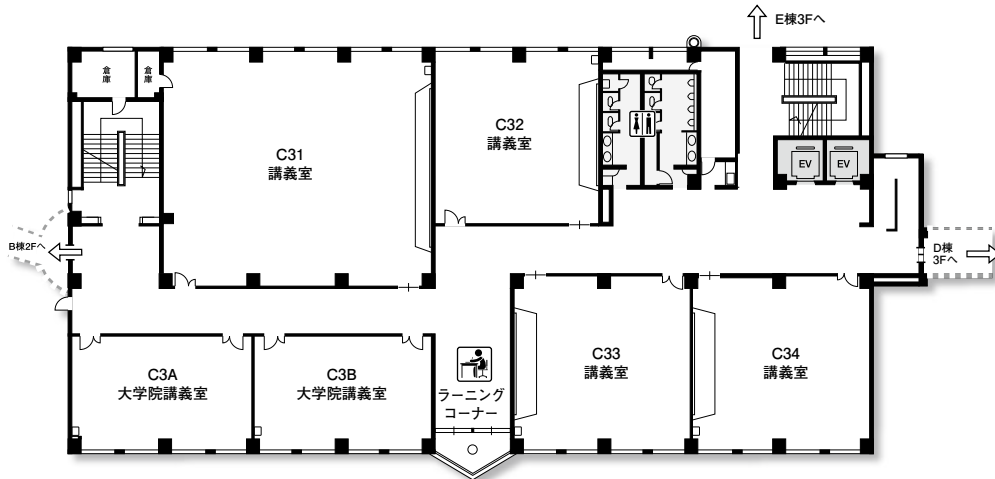 E棟3Fへ
倉庫
倉庫
C31
講義室
C32
講義室
EV
EV
B棟2Fへ
D棟
3Fへ
C3A
大学院講義室
C3B
大学院講義室
ラーニング
コーナー
C33
講義室
C34
講義室